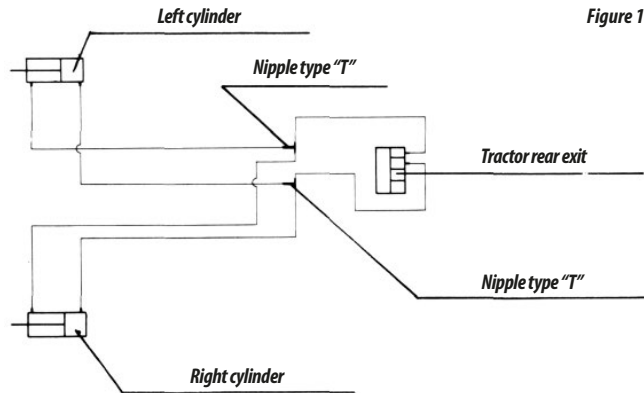 Left cylinder
Figure 1
Nipple type “T”
Tractor rear exit
Nipple type “T”
Right cylinder